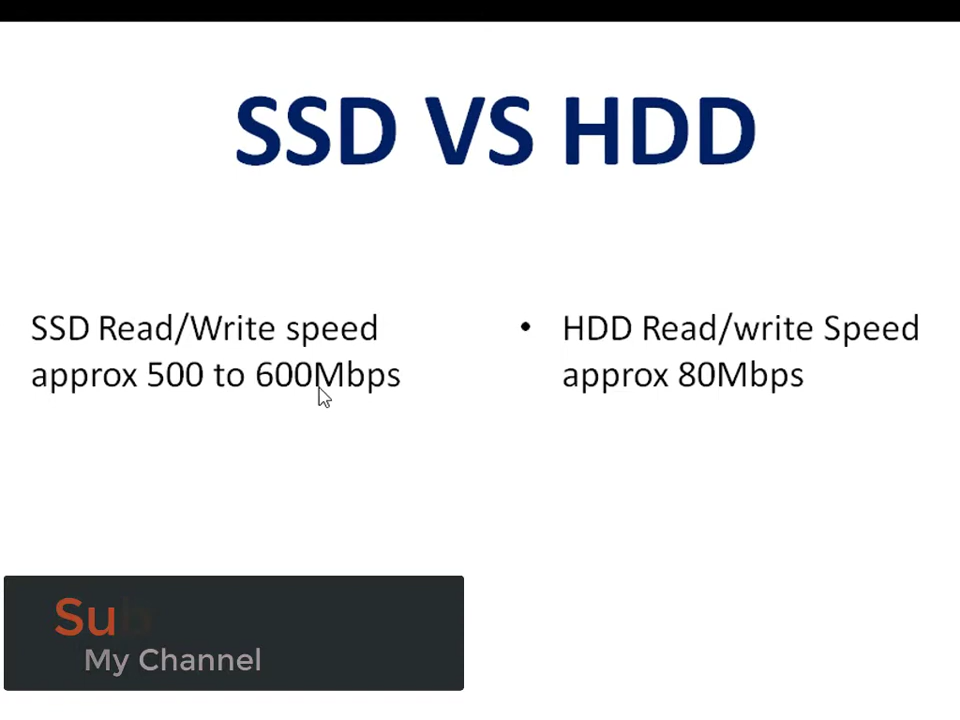 SSD VS HDD
SSD Read/Write speed
approx 500 to 600Mbps
• HDD Read/write Speed
approx 80Mbps
Sub
My Channel